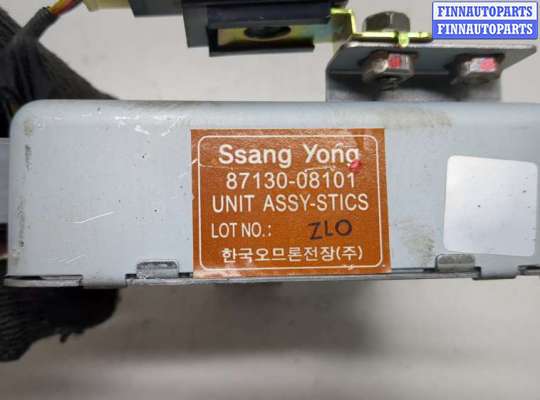 FINNAUTOPARTS
FINNAUTOPARTS
Ssang Yong
87130-08101
UNIT ASSY-STICS
LOT NO.: ZLO
한국오므론전장(주)